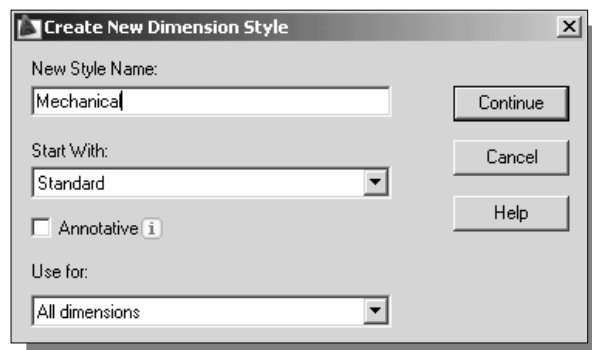 Create New Dimension Style
New Style Name:
Mechanical
Continue
Start With:
Standard
Cancel
Annotative i
Help
Use for:
All dimensions